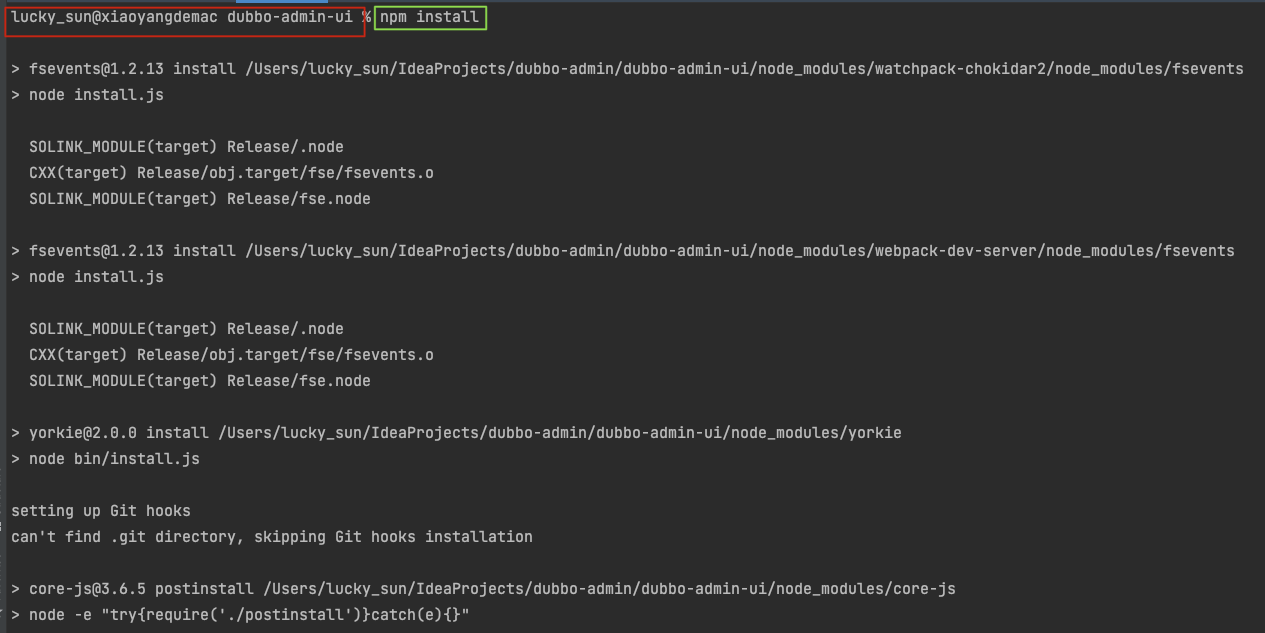 lucky_sun@xiaoyangdemac dubbo-admin-ui % npm install
> fsevents@1.2.13 install /Users/lucky_sun/IdeaProjects/dubbo-admin/dubbo-admin-ui/node_modules/watchpack-chokidar2/node_modules/fsevents
> node install.js
SOLINK_MODULE(target) Release/.node
CXX(target) Release/obj.target/fse/fsevents.o
SOLINK_MODULE(target) Release/fse.node
> fsevents@1.2.13 install /Users/lucky_sun/IdeaProjects/dubbo-admin/dubbo-admin-ui/node_modules/webpack-dev-server/node_modules/fsevents
> node install.js
SOLINK_MODULE(target) Release/.node
CXX(target) Release/obj.target/fse/fsevents.o
SOLINK_MODULE(target) Release/fse.node
> yorkie@2.0.0 install /Users/lucky_sun/IdeaProjects/dubbo-admin/dubbo-admin-ui/node_modules/yorkie
> node bin/install.js
setting up Git hooks
can't find .git directory, skipping Git hooks installation
> core-js@3.6.5 postinstall /Users/lucky_sun/IdeaProjects/dubbo-admin/dubbo-admin-ui/node_modules/core-js
> node -e "try{require('./postinstall')}catch(e){}"